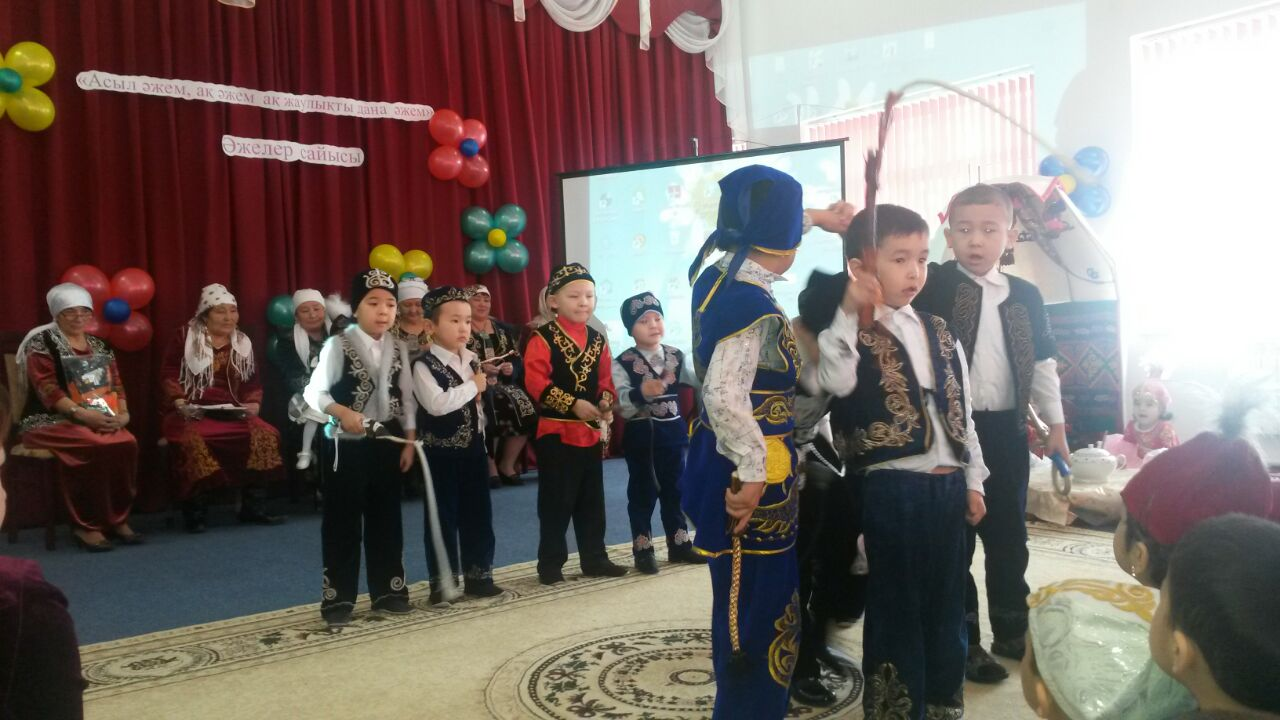 «Асыл әжем, ақ әжем ақ жаулықты дана әжем»
Әжелер сайысы